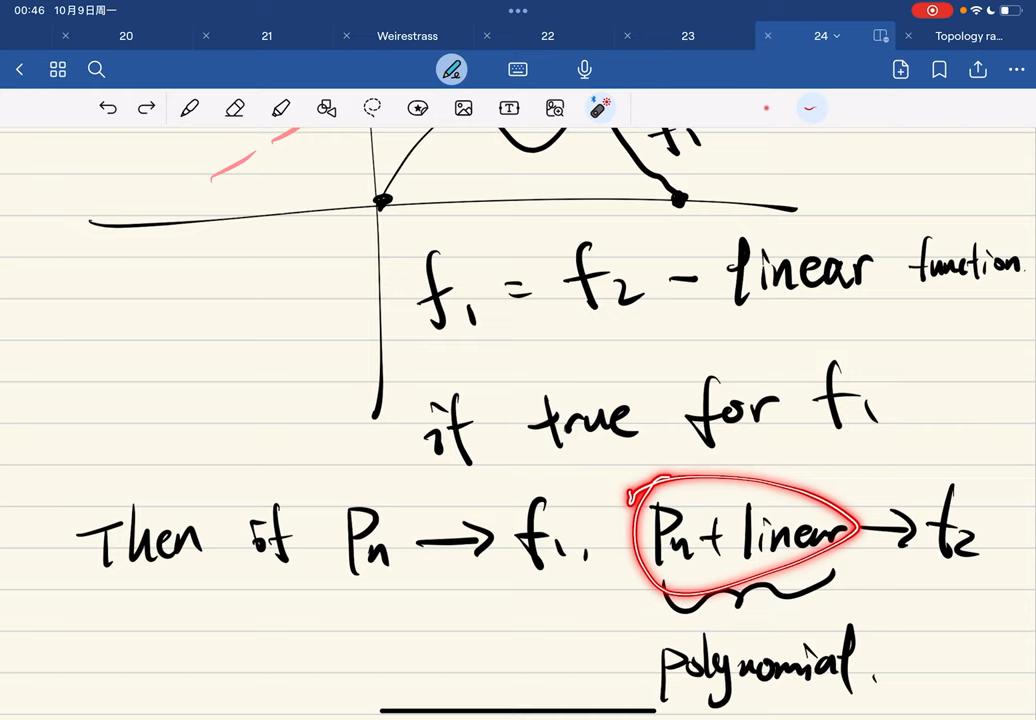 00:46 10月9日周一
20 21 Weirestrass 22 23 24 Topology ra...
f1
f1 = f2 - linear function.
if true for f1
Then if Pn → f1, Pn + linear → f2
polynomial.